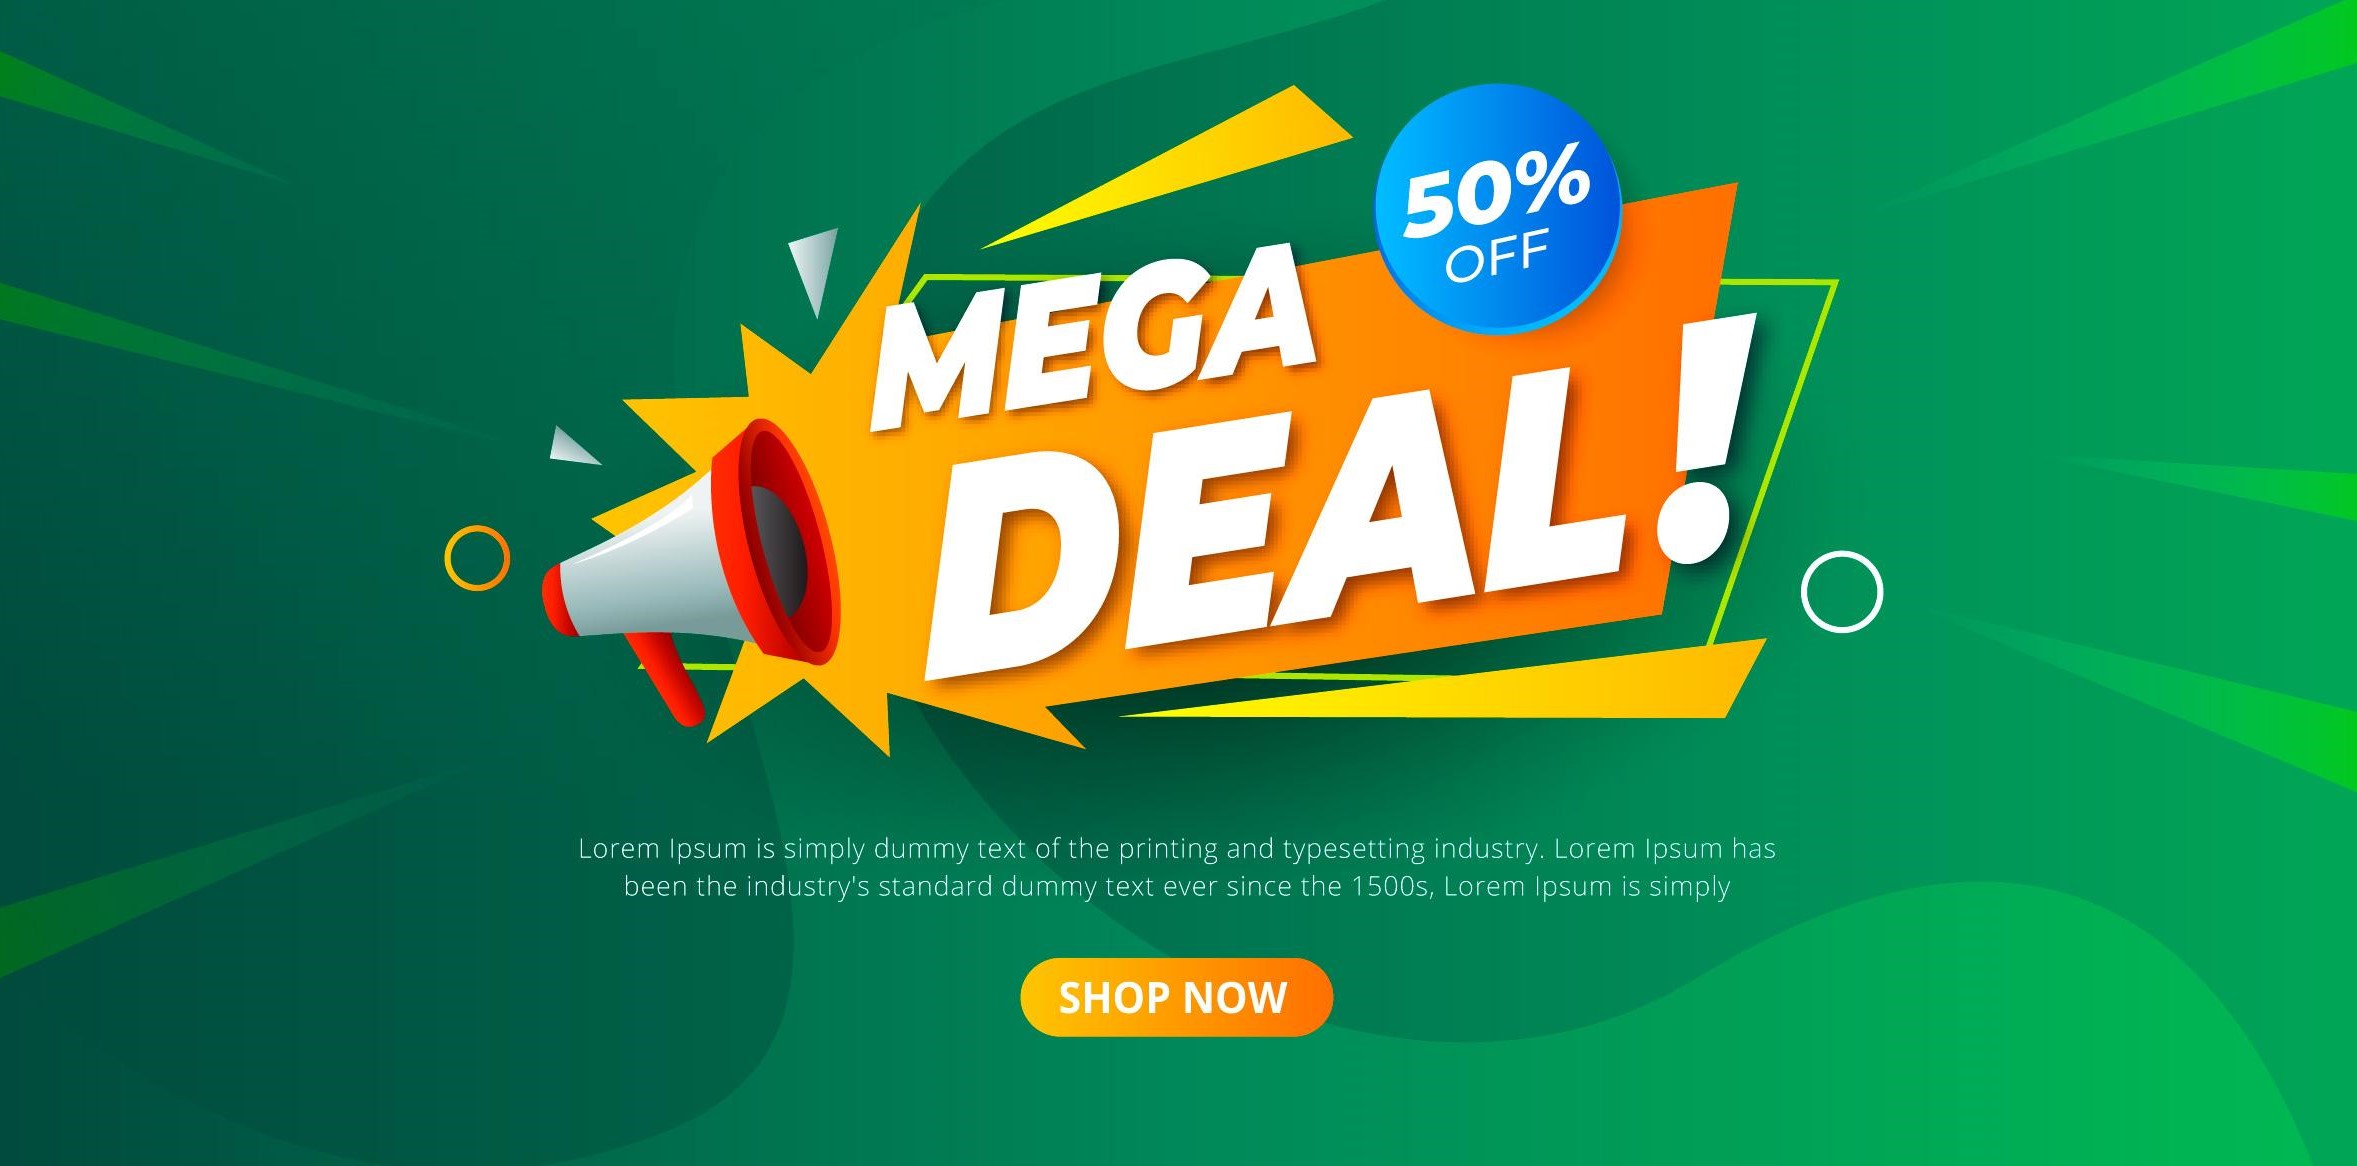 50%
OFF
MEGA
DEAL!
Lorem Ipsum is simply dummy text of the printing and typesetting industry. Lorem Ipsum has
been the industry's standard dummy text ever since the 1500s, Lorem Ipsum is simply
SHOP NOW